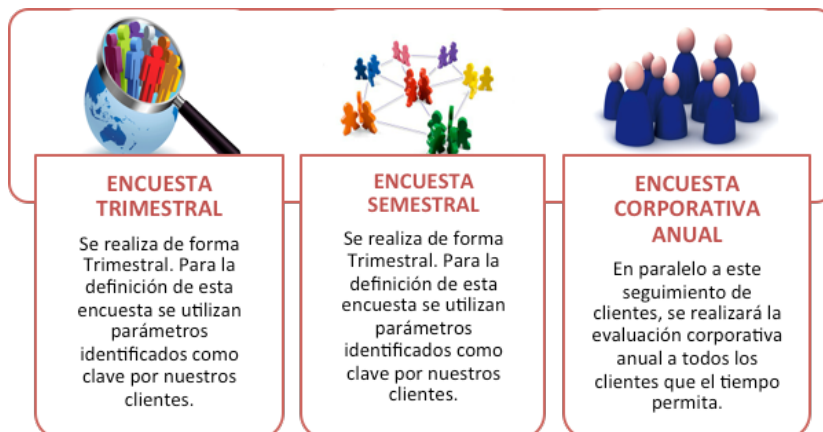 ENCUESTA
TRIMESTRAL
Se realiza de forma
Trimestral. Para la
definición de esta
encuesta se utilizan
parámetros
identificados como
clave por nuestros
clientes.
ENCUESTA
SEMESTRAL
Se realiza de forma
Trimestral. Para la
definición de esta
encuesta se utilizan
parámetros
identificados como
clave por nuestros
clientes.
ENCUESTA
CORPORATIVA
ANUAL
En paralelo a este
seguimiento de
clientes, se realizará la
evaluación corporativa
anual a todos los
clientes que el tiempo
permita.